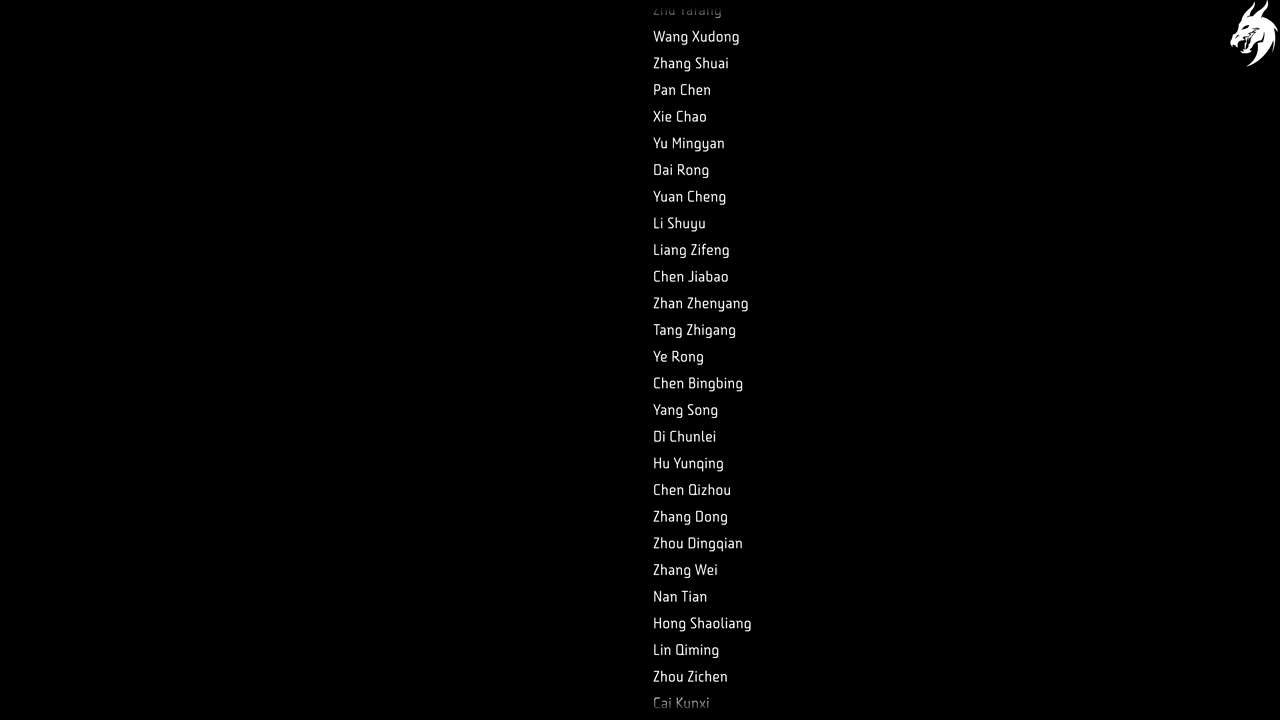 Zhu Yafang
Wang Xudong
Zhang Shuai
Pan Chen
Xie Chao
Yu Mingyan
Dai Rong
Yuan Cheng
Li Shuyu
Liang Zifeng
Chen Jiabao
Zhan Zhenyang
Tang Zhigang
Ye Rong
Chen Bingbing
Yang Song
Di Chunlei
Hu Yunqing
Chen Qizhou
Zhang Dong
Zhou Dingqian
Zhang Wei
Nan Tian
Hong Shaoliang
Lin Qiming
Zhou Zichen
Cai Kunxi